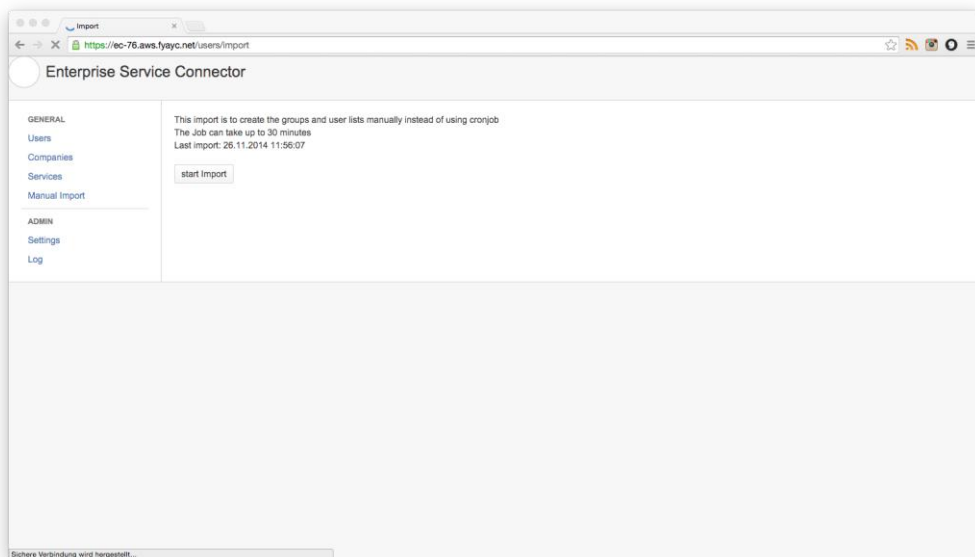 Import
https://ec-76.aws.fyayc.net/users/import
Enterprise Service Connector
GENERAL
Users
Companies
Services
Manual Import
ADMIN
Settings
Log
This import is to create the groups and user lists manually instead of using cronjob
The Job can take up to 30 minutes
Last import: 26.11.2014 11:56:07
start Import
Sichere Verbindung wird hergestellt...